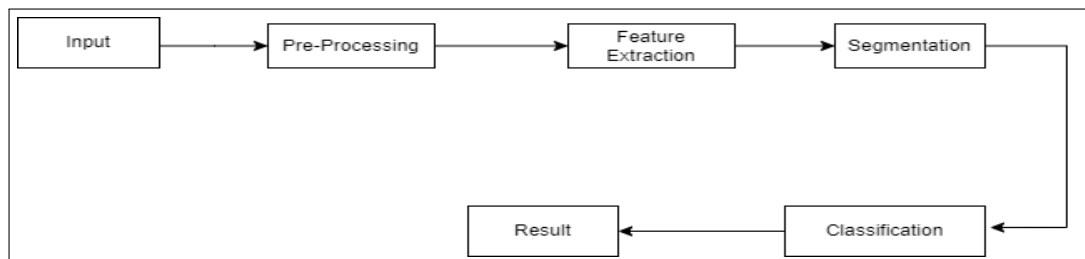 Input
Pre-Processing
Feature
Extraction
Segmentation
Result
Classification